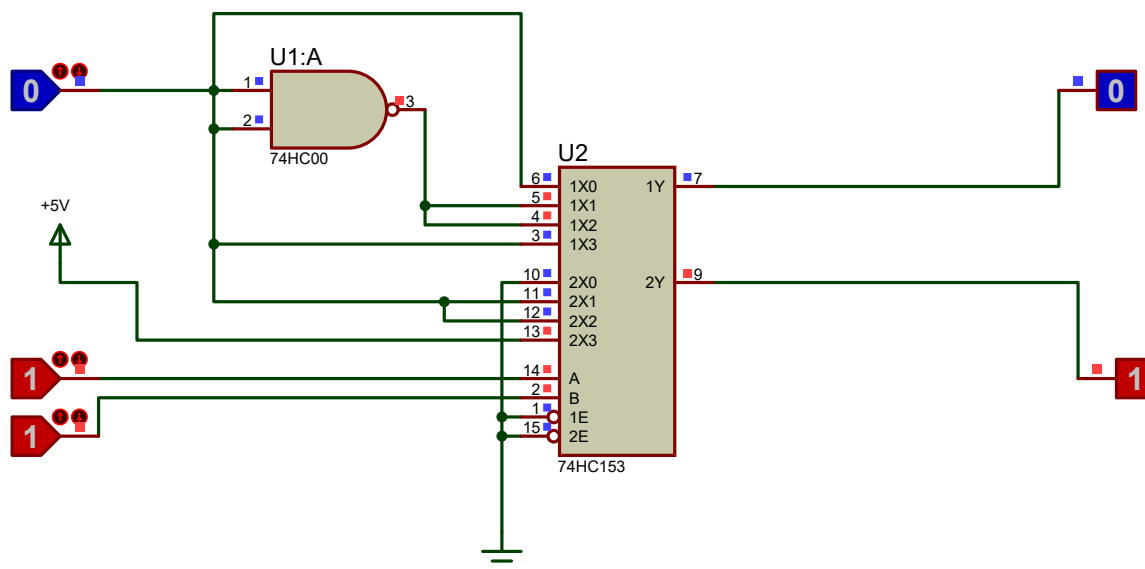 U1:A
0
1
2
3
74HC00
0
U2
+5V
6 1X0 1Y 7
5 1X1
4 1X2
3 1X3
10 2X0 2Y 9
11 2X1
12 2X2
13 2X3
1
14 A
1
2 B
1 1E
15 2E
1
74HC153